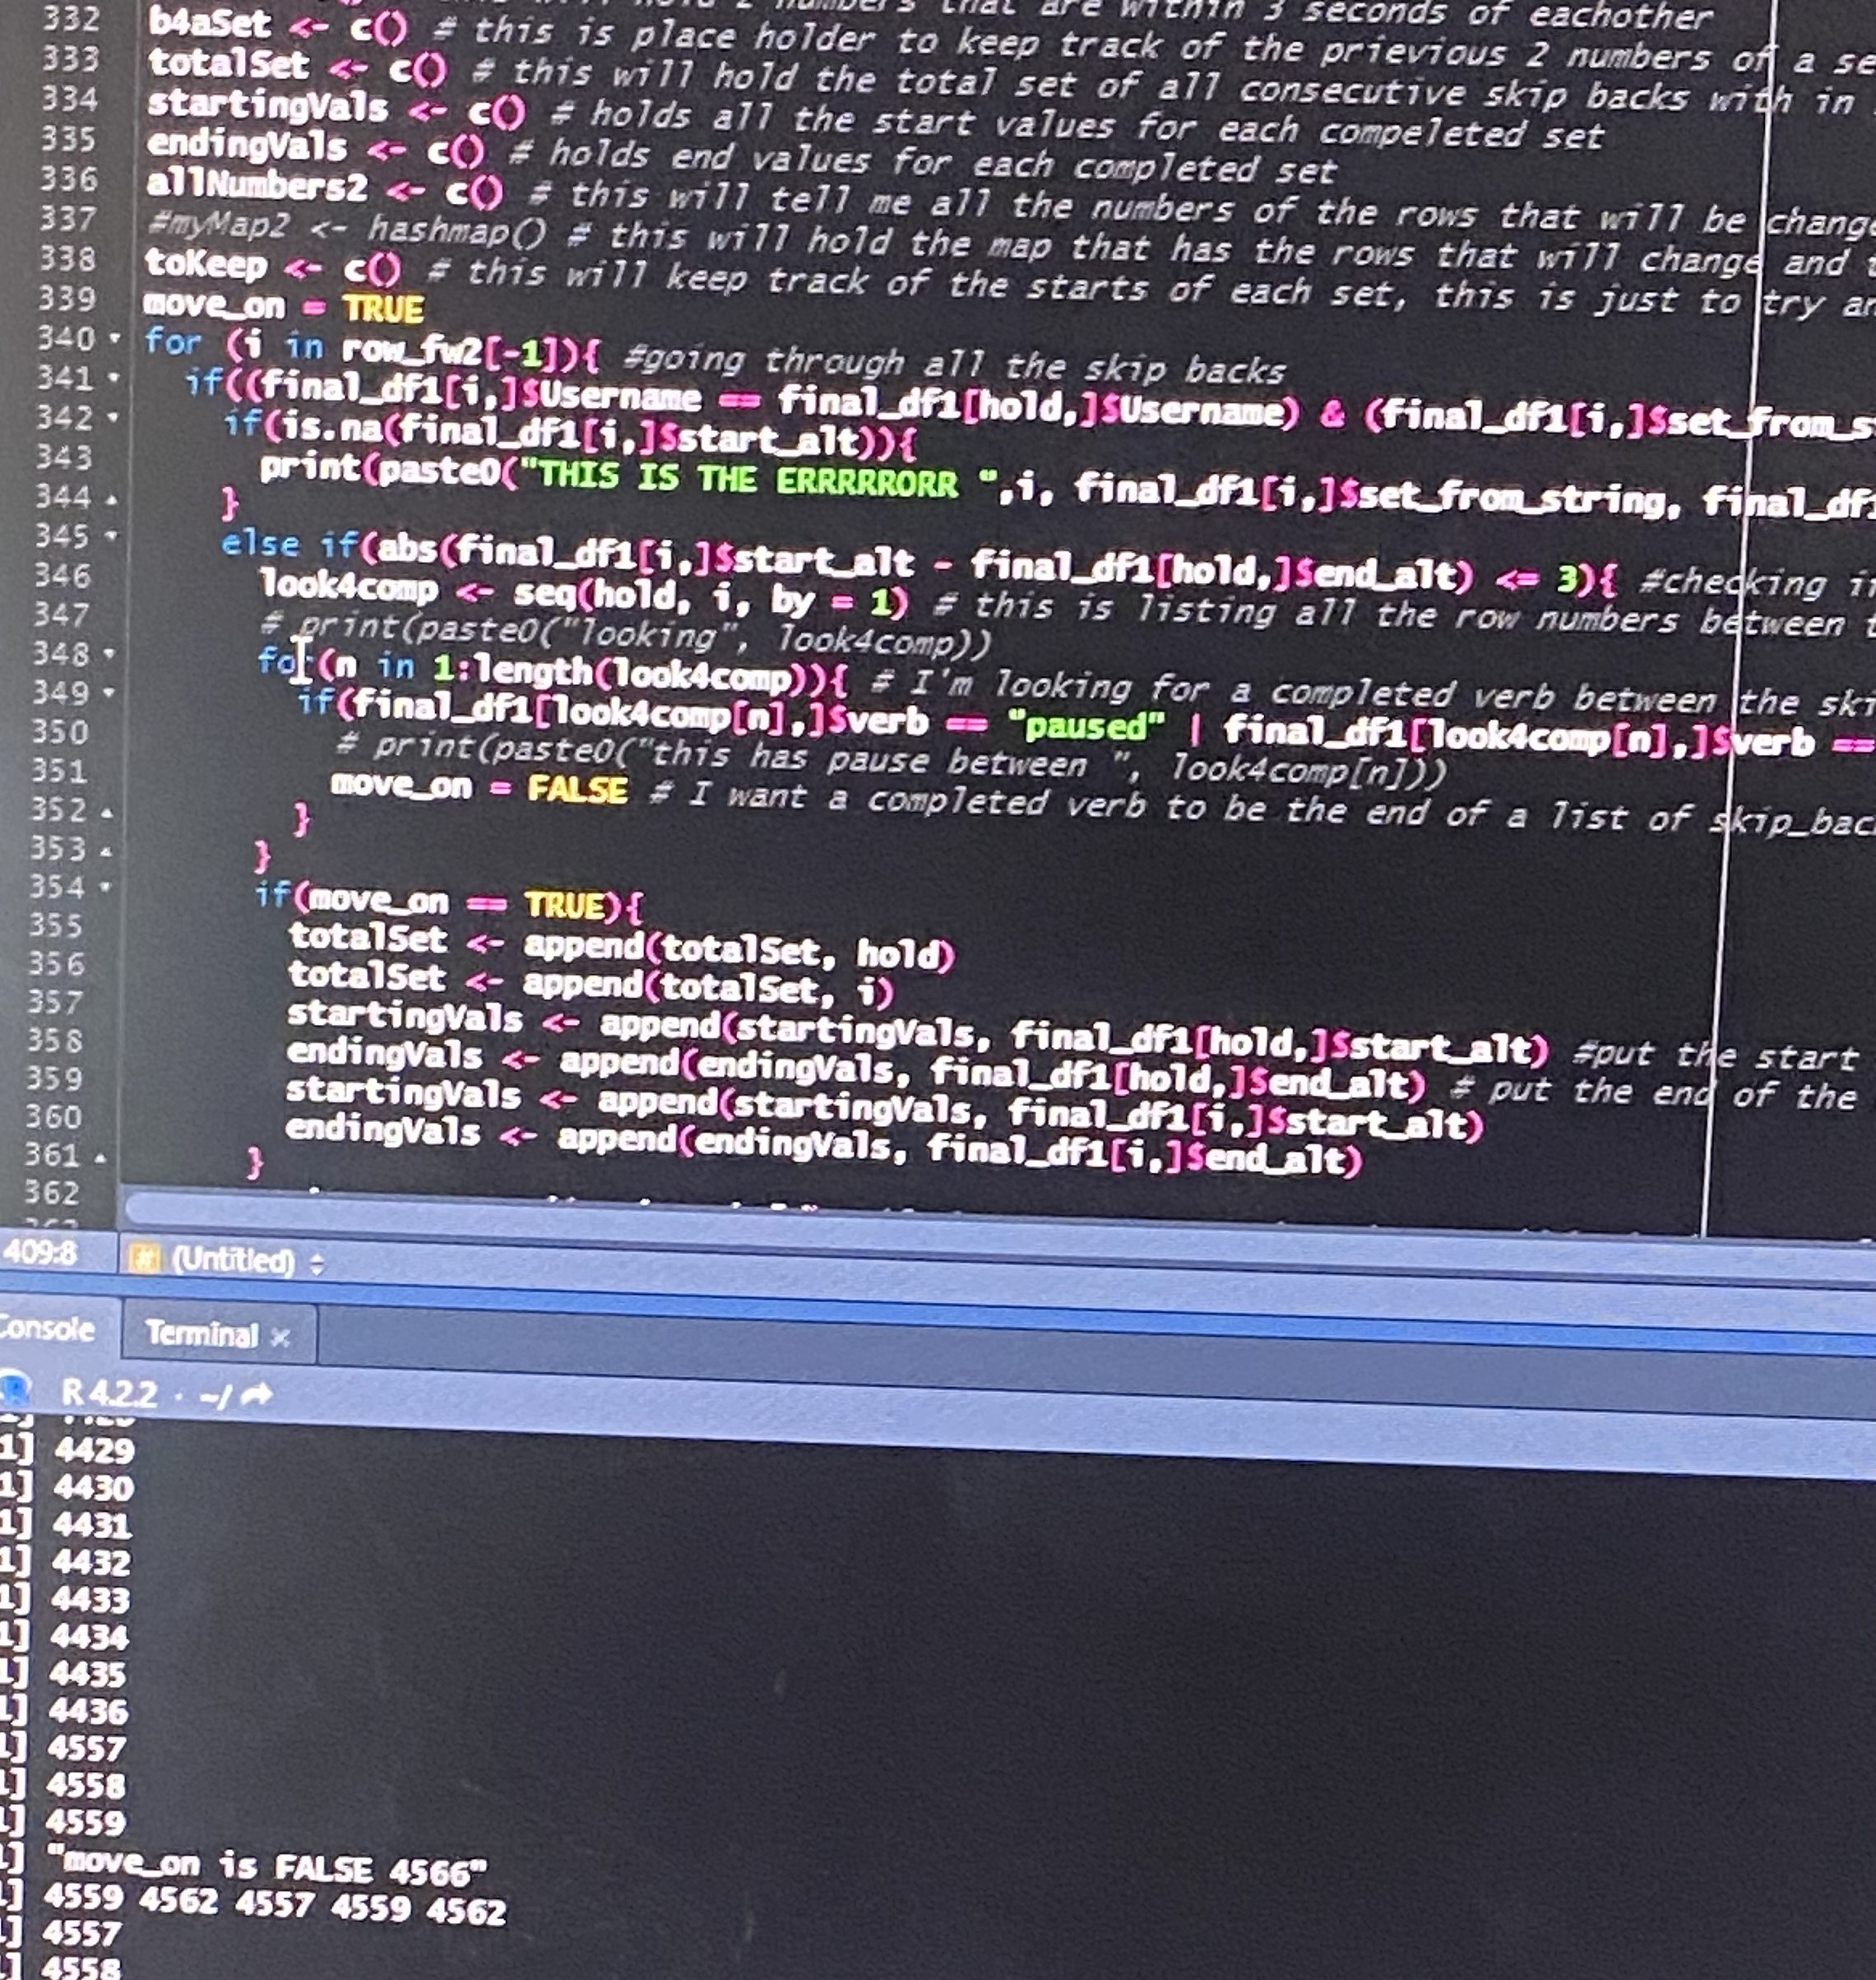 332 numbers that are within 3 seconds of eachother
333 b4aSet <- c() # this is place holder to keep track of the prievious 2 numbers of a se
334 totalSet <- c() # this will hold the total set of all consecutive skip backs with in
335 startingVals <- c() # holds all the start values for each compeleted set
336 endingVals <- c() # holds end values for each completed set
337 allNumbers2 <- c() # this will tell me all the numbers of the rows that will be change
338 #myMap2 <- hashmap() # this will hold the map that has the rows that will change and
339 toKeep <- c() # this will keep track of the starts of each set, this is just to try
340 move_on = TRUE
341 for (i in row_fw2[-1]){ #going through all the skip backs
342 if((final_df1[i,]$Username == final_df1[hold,]$Username) & (final_df1[i,]$set_from_s
343 if(is.na(final_df1[i,]$start_alt)){
344 print(paste0("THIS IS THE ERRRRRORR ",i, final_df1[i,]$set_from_string, final_df1
345 }
346 else if(abs(final_df1[i,]$start_alt - final_df1[hold,]$end_alt) <= 3){ #checking i
347 look4comp <- seq(hold, i, by = 1) # this is listing all the row numbers between
348 # print(paste0("looking", look4comp))
349 for(n in 1:length(look4comp)){ # I'm looking for a completed verb between the ski
350 if(final_df1[look4comp[n],]$verb == "paused" | final_df1[look4comp[n],]$verb ==
351 # print(paste0("this has pause between ", look4comp[n]))
352 move_on = FALSE # I want a completed verb to be the end of a list of skip_bac
353 }
354 }
355 if(move_on == TRUE){
356 totalSet <- append(totalSet, hold)
357 totalSet <- append(totalSet, i)
358 startingVals <- append(startingVals, final_df1[hold,]$start_alt) #put the start
359 endingVals <- append(endingVals, final_df1[hold,]$end_alt) # put the end of the
360 startingVals <- append(startingVals, final_df1[i,]$start_alt)
361 endingVals <- append(endingVals, final_df1[i,]$end_alt)
362 }
409:8 # (Untitled)
Console Terminal
R 4.2.2 · ~/
1] 4429
1] 4430
1] 4431
1] 4432
1] 4433
1] 4434
1] 4435
1] 4436
1] 4557
1] 4558
1] 4559
1] "move_on is FALSE 4566"
1] 4559 4562 4557 4559 4562
1] 4557
1] 4558